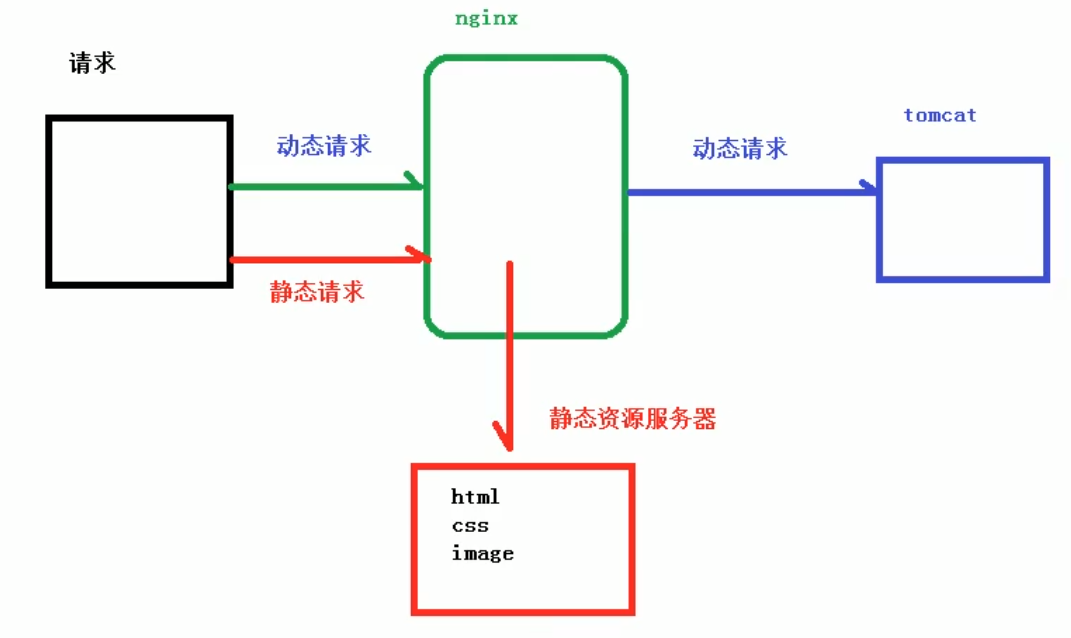 nginx
请求
tomcat
动态请求
动态请求
静态请求
静态资源服务器
html
css
image